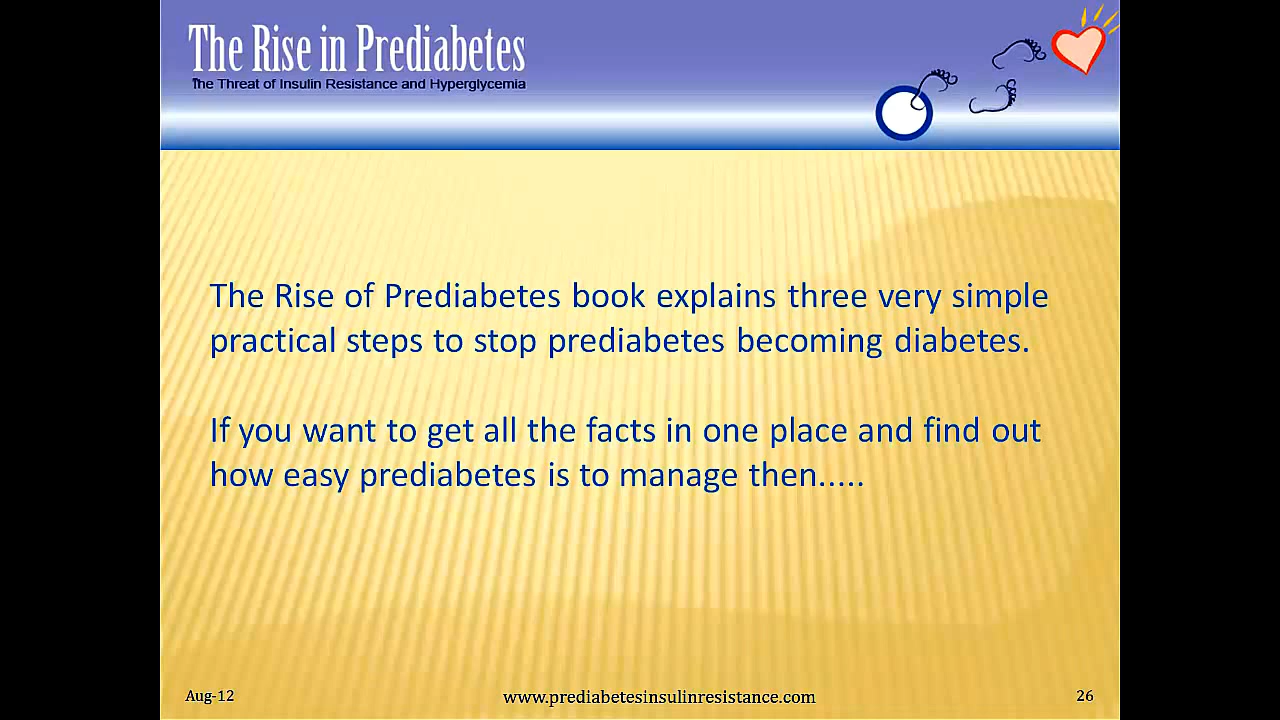 The Rise in Prediabetes
The Threat of Insulin Resistance and Hyperglycemia
The Rise of Prediabetes book explains three very simple
practical steps to stop prediabetes becoming diabetes.
If you want to get all the facts in one place and find out
how easy prediabetes is to manage then.....
Aug-12
www.prediabetesinsulinresistance.com
26